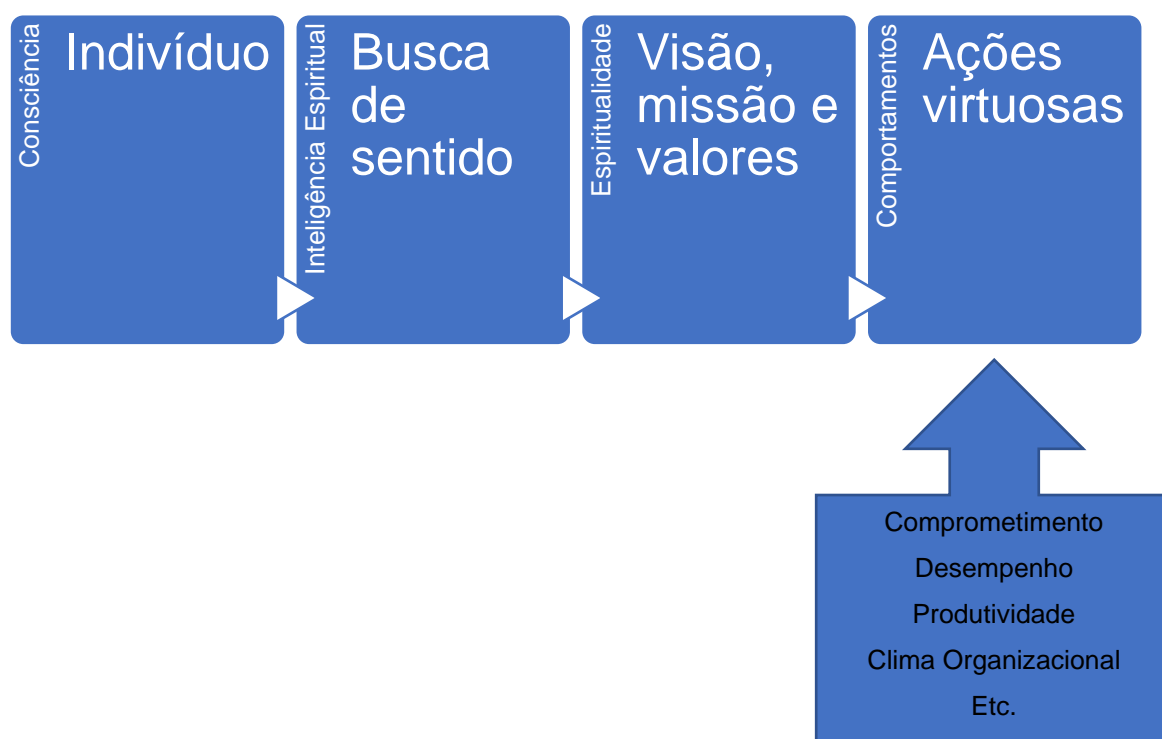 Consciência
Indivíduo
Inteligência Espiritual
Busca
de
sentido
Espiritualidade
Visão,
missão e
valores
Comportamentos
Ações
virtuosas
Comprometimento
Desempenho
Produtividade
Clima Organizacional
Etc.